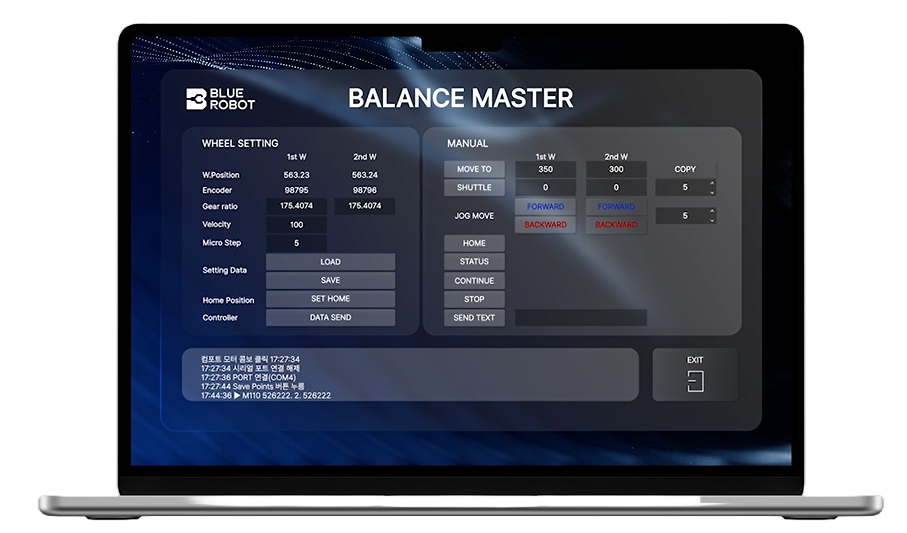 BLUE
ROBOT
BALANCE MASTER
WHEEL SETTING
1st W 2nd W
W.Position 563.23 563.24
Encoder 98795 98796
Gear ratio 175.4074 175.4074
Velocity 100
Micro Step 5
Setting Data LOAD
SAVE
Home Position SET HOME
Controller DATA SEND
MANUAL
1st W 2nd W
MOVE TO 350 300 COPY
SHUTTLE 0 0 5
JOG MOVE FORWARD FORWARD 5
BACKWARD BACKWARD
HOME
STATUS
CONTINUE
STOP
SEND TEXT
컴포트 모터 콤보 클릭 17:27:34
17:27:34 시리얼 포트 연결 해제
17:27:36 PORT 연결(COM4)
17:27:44 Save Points 버튼 누름
17:44:36 ▶ M110 526222. 2. 526222
EXIT